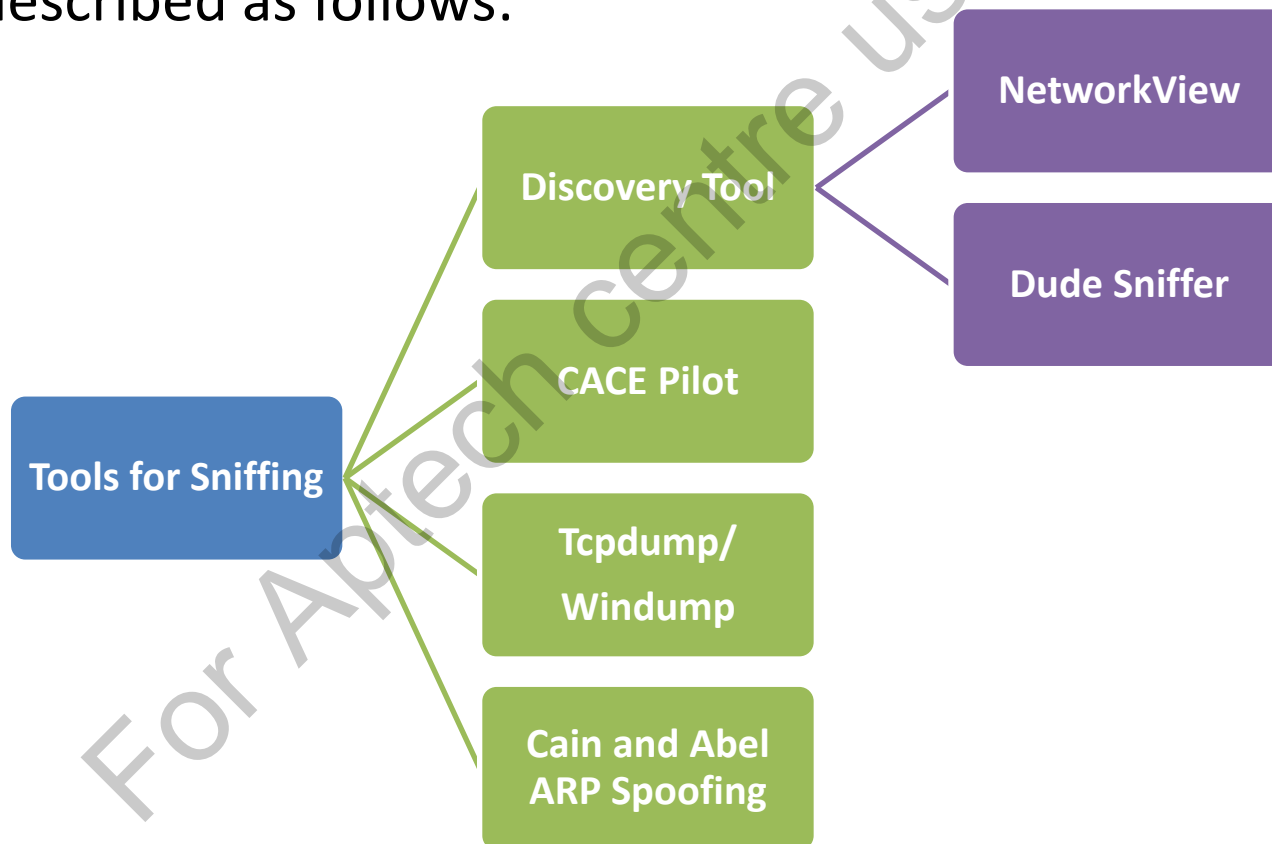 described as follows:
NetworkView
Discovery Tool
Dude Sniffer
CACE Pilot
Tools for Sniffing
Tcpdump/
Windump
Cain and Abel
ARP Spoofing
For Aptech centre